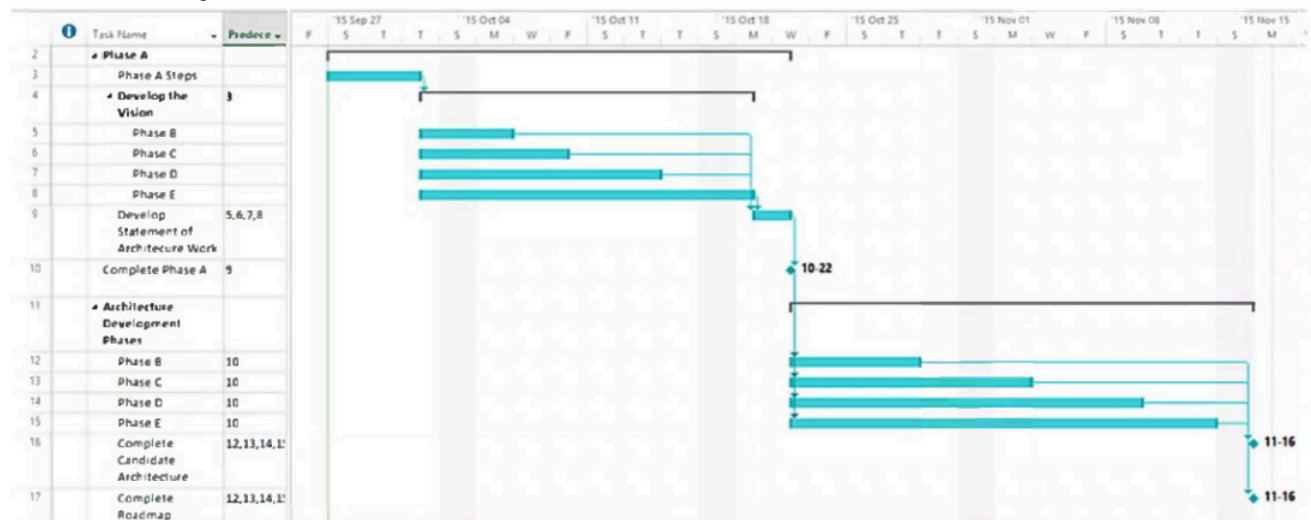 '15 Sep 27 '15 Oct 04 '15 Oct 11 '15 Oct 18 '15 Oct 25 '15 Nov 01 '15 Nov 08 '15 Nov 15
Task Name Predece F S T T S M W F S T T S M W F S T T S M W F S T T S M
2 Phase A
3 Phase A Steps
4 Develop the 3
Vision
5 Phase B
6 Phase C
7 Phase D
8 Phase E
9 Develop 5,6,7,8
Statement of
Architecure Work
10 Complete Phase A 9 10-22
11 Architecture
Development
Phases
12 Phase B 10
13 Phase C 10
14 Phase D 10
15 Phase E 10
16 Complete 12,13,14,1 11-16
Candidate
Architecture
17 Complete 12,13,14,1 11-16
Roadmap